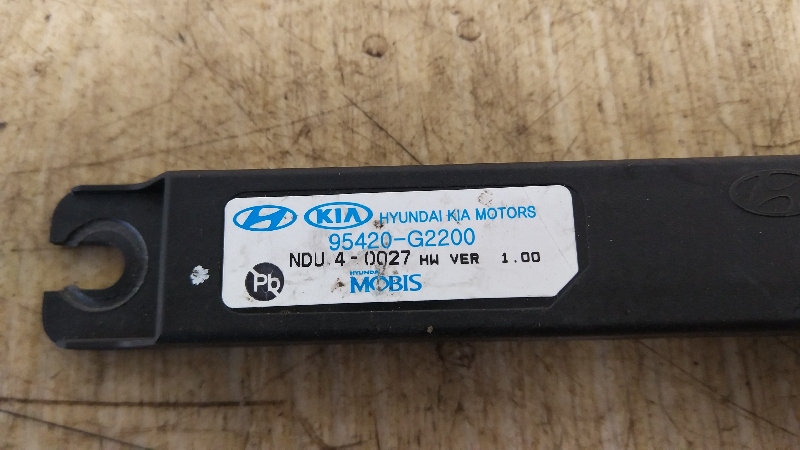 KIA HYUNDAI KIA MOTORS
95420-G2200
NDU 4-0027 HW VER 1.00
Pb
HYUNDAI
MOBIS